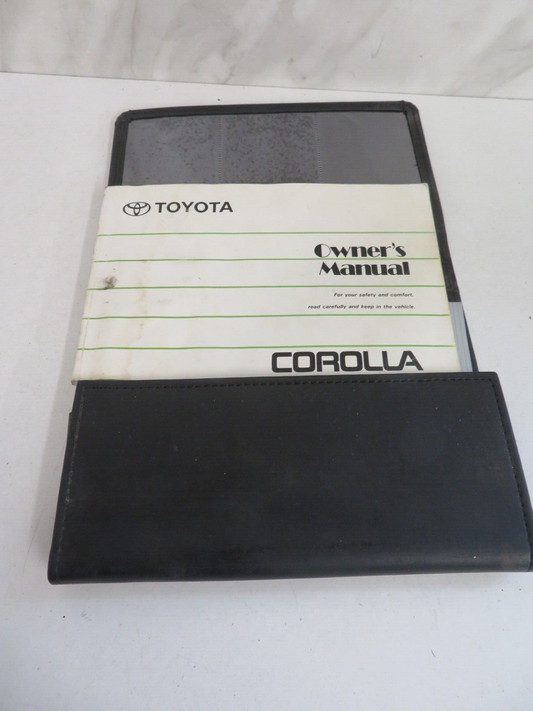 TOYOTA
Owner's
Manual
For your safety and comfort,
read carefully and keep in the vehicle.
COROLLA